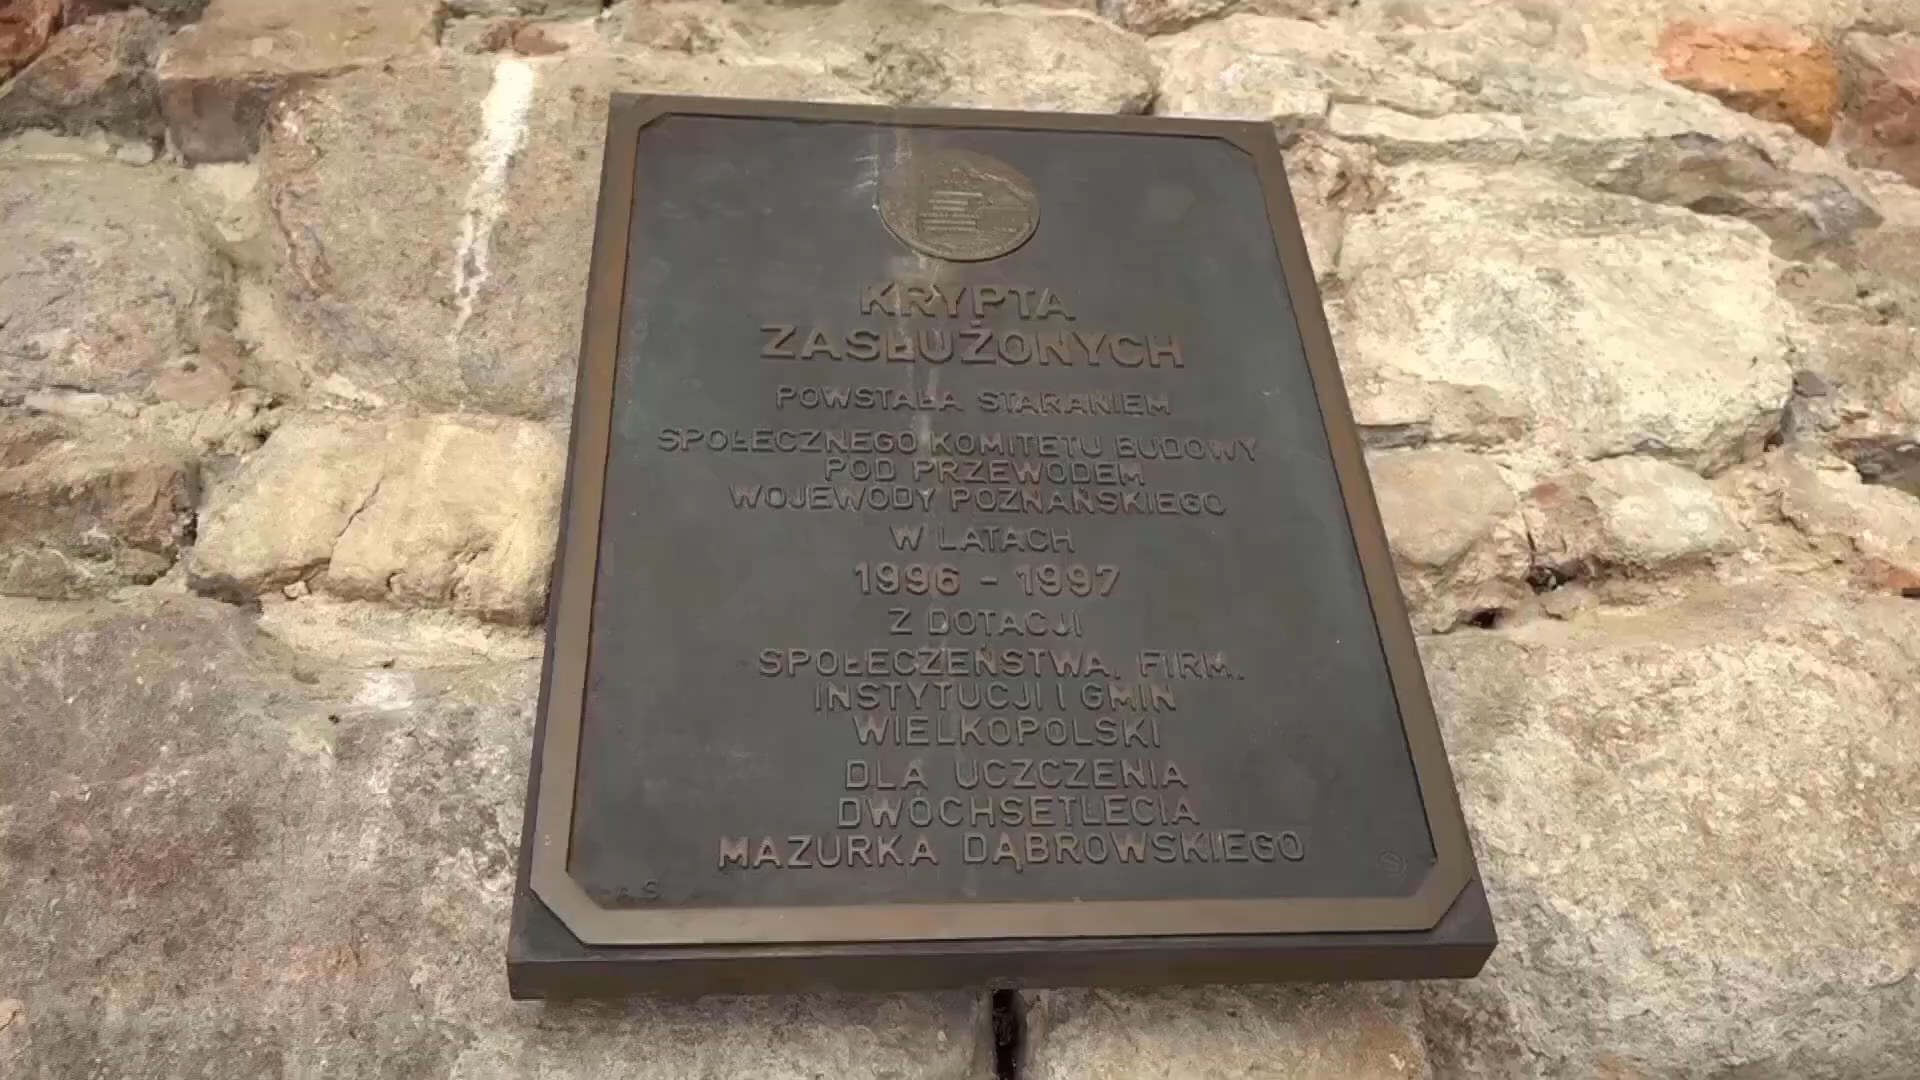 KRYPTA
ZASŁUŻONYCH
POWSTAŁA STARANIEM
SPOŁECZNEGO KOMITETU BUDOWY
POD PRZEWODEM
WOJEWODY POZNAŃSKIEGO
W LATACH
1996 - 1997
Z DOTACJI
SPOŁECZEŃSTWA, FIRM,
INSTYTUCJI I GMIN
WIELKOPOLSKI
DLA UCZCZENIA
DWÓCHSETLECIA
MAZURKA DĄBROWSKIEGO